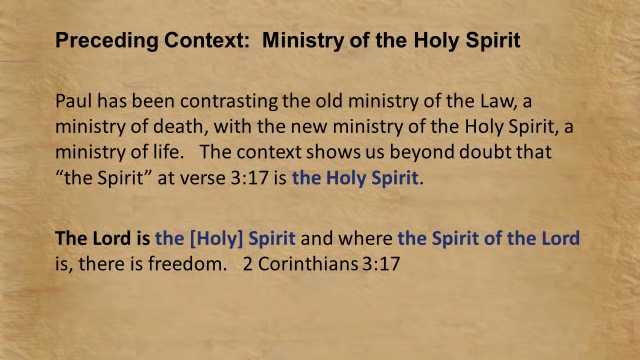 Preceding Context:  Ministry of the Holy Spirit
Paul has been contrasting the old ministry of the Law, a
ministry of death, with the new ministry of the Holy Spirit, a
ministry of life.   The context shows us beyond doubt that
“the Spirit” at verse 3:17 is the Holy Spirit.
The Lord is the [Holy] Spirit and where the Spirit of the Lord
is, there is freedom.   2 Corinthians 3:17